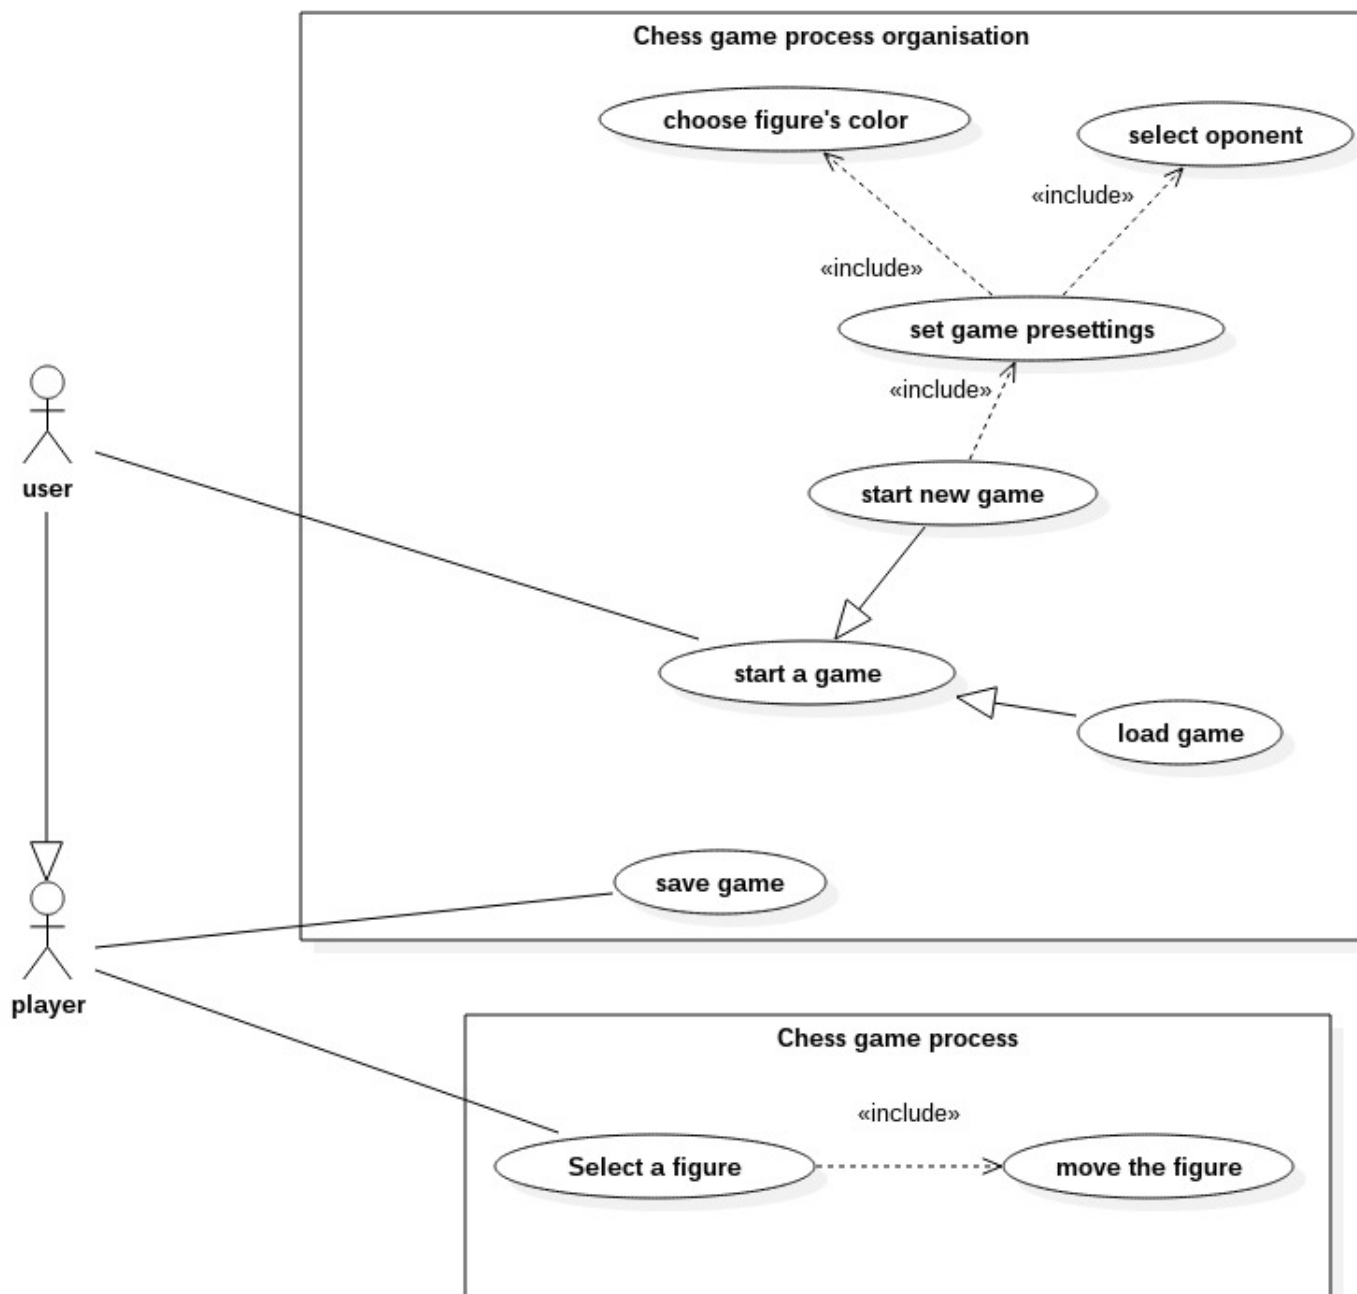 Chess game process organisation
choose figure's color
select oponent
«include»
«include»
set game presettings
«include»
user
start new game
start a game
load game
save game
player
Chess game process
«include»
Select a figure
move the figure